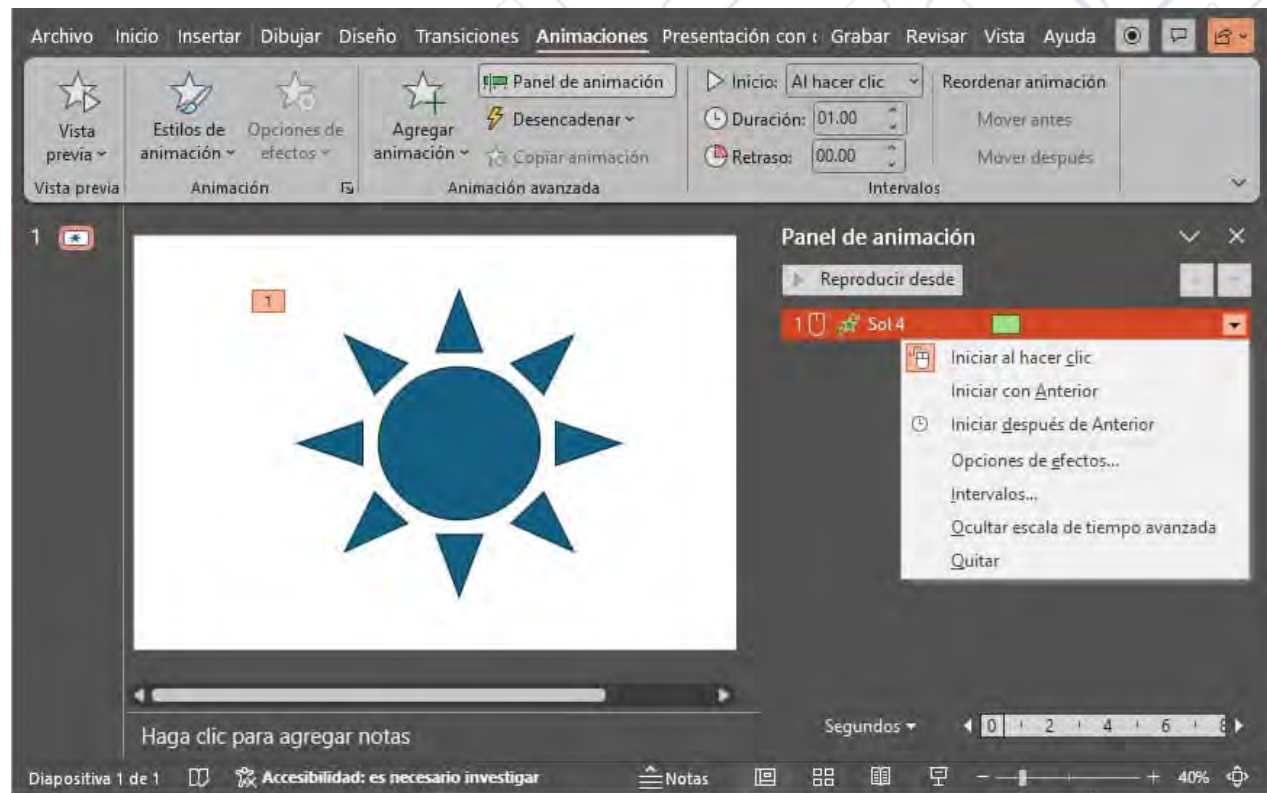 Archivo Inicio Insertar Dibujar Diseño Transiciones Animaciones Presentación con Grabar Revisar Vista Ayuda
Vista previa
Estilos de animación
Opciones de efectos
Agregar animación
Panel de animación
Desencadenar
Copiar animación
Inicio: Al hacer clic
Duración: 01.00
Retraso: 00.00
Reordenar animación
Mover antes
Mover después
Vista previa
Animación
Animación avanzada
Intervalos
1
1
Panel de animación
Reproducir desde
1 Sol 4
Iniciar al hacer clic
Iniciar con Anterior
Iniciar después de Anterior
Opciones de efectos...
Intervalos...
Ocultar escala de tiempo avanzada
Quitar
Segundos 0 2 4 6 8
Haga clic para agregar notas
Diapositiva 1 de 1 Accesibilidad: es necesario investigar Notas 40%